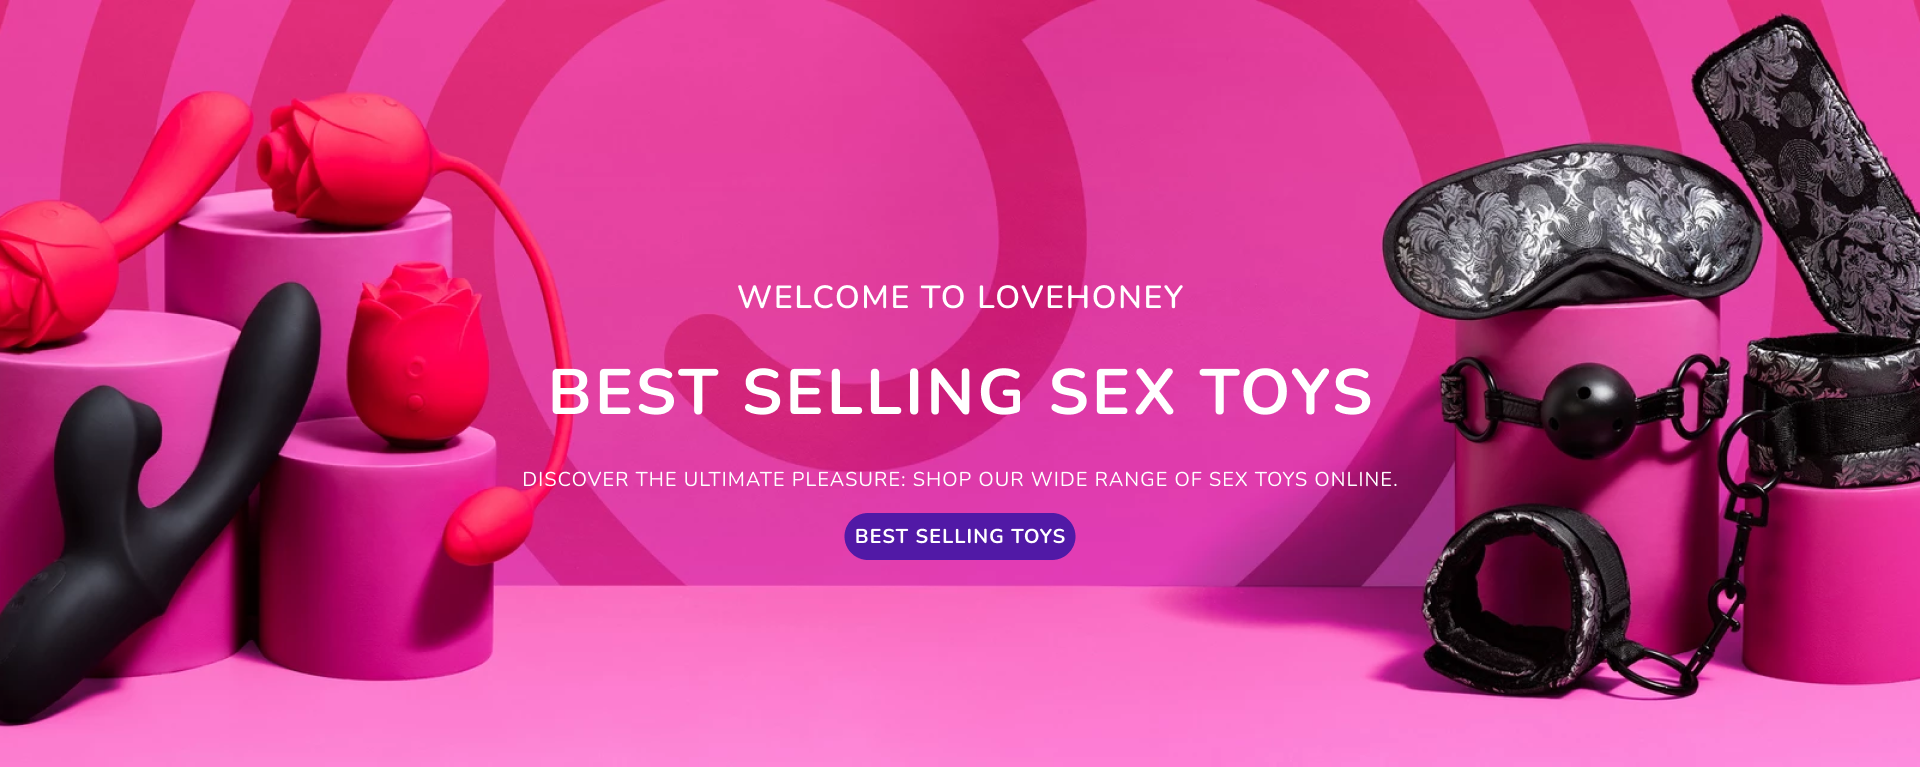 WELCOME TO LOVEHONEY
BEST SELLING SEX TOYS
DISCOVER THE ULTIMATE PLEASURE: SHOP OUR WIDE RANGE OF SEX TOYS ONLINE.
BEST SELLING TOYS